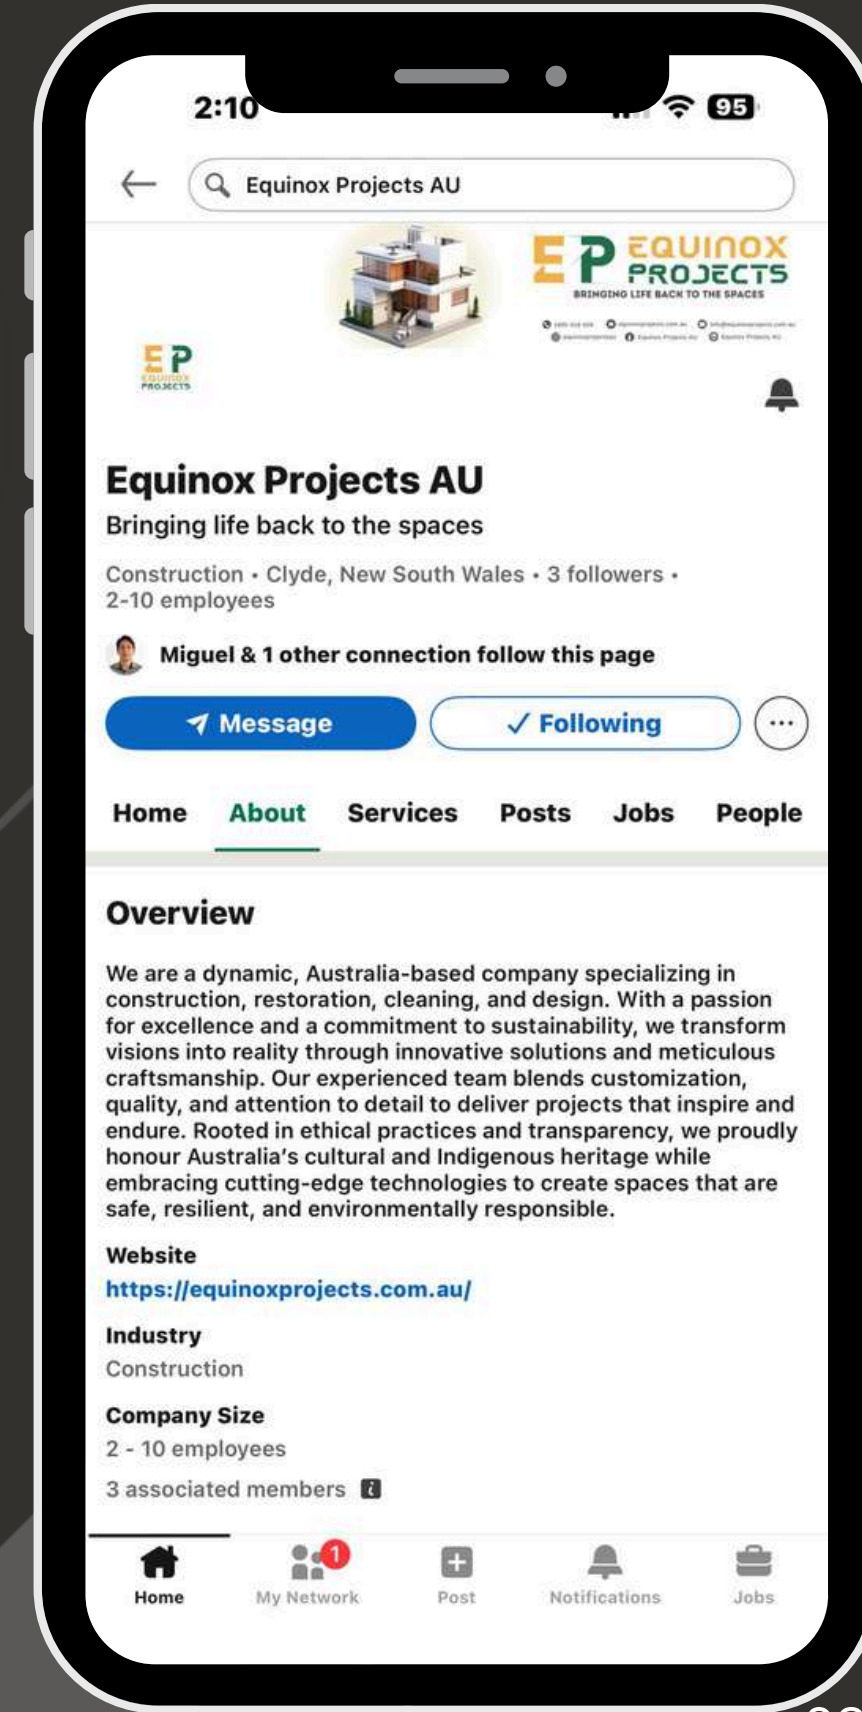 2:10
95
Equinox Projects AU
EP EQUINOX
PROJECTS
BRINGING LIFE BACK TO THE SPACES
EP
EQUINOX
PROJECTS
Equinox Projects AU
Bringing life back to the spaces
Construction • Clyde, New South Wales • 3 followers •
2-10 employees
Miguel & 1 other connection follow this page
Message
Following
Home About Services Posts Jobs People
Overview
We are a dynamic, Australia-based company specializing in
construction, restoration, cleaning, and design. With a passion
for excellence and a commitment to sustainability, we transform
visions into reality through innovative solutions and meticulous
craftsmanship. Our experienced team blends customization,
quality, and attention to detail to deliver projects that inspire and
endure. Rooted in ethical practices and transparency, we proudly
honour Australia's cultural and Indigenous heritage while
embracing cutting-edge technologies to create spaces that are
safe, resilient, and environmentally responsible.
Website
https://equinoxprojects.com.au/
Industry
Construction
Company Size
2 - 10 employees
3 associated members
1
Home My Network Post Notifications Jobs